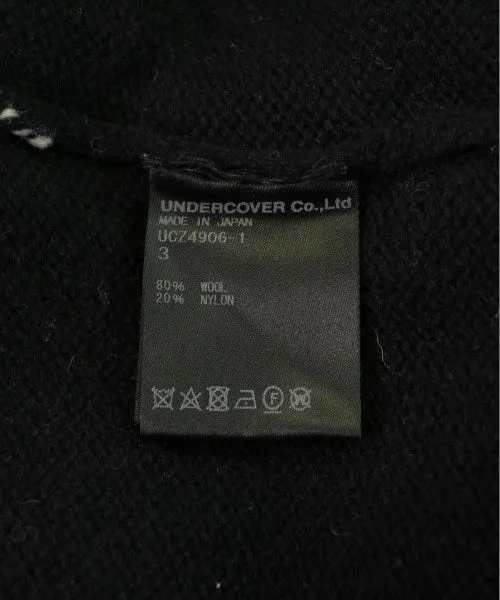 UNDERCOVER Co.,Ltd
MADE IN JAPAN
UCZ4906-1
3
80% WOOL
20% NYLON
F W